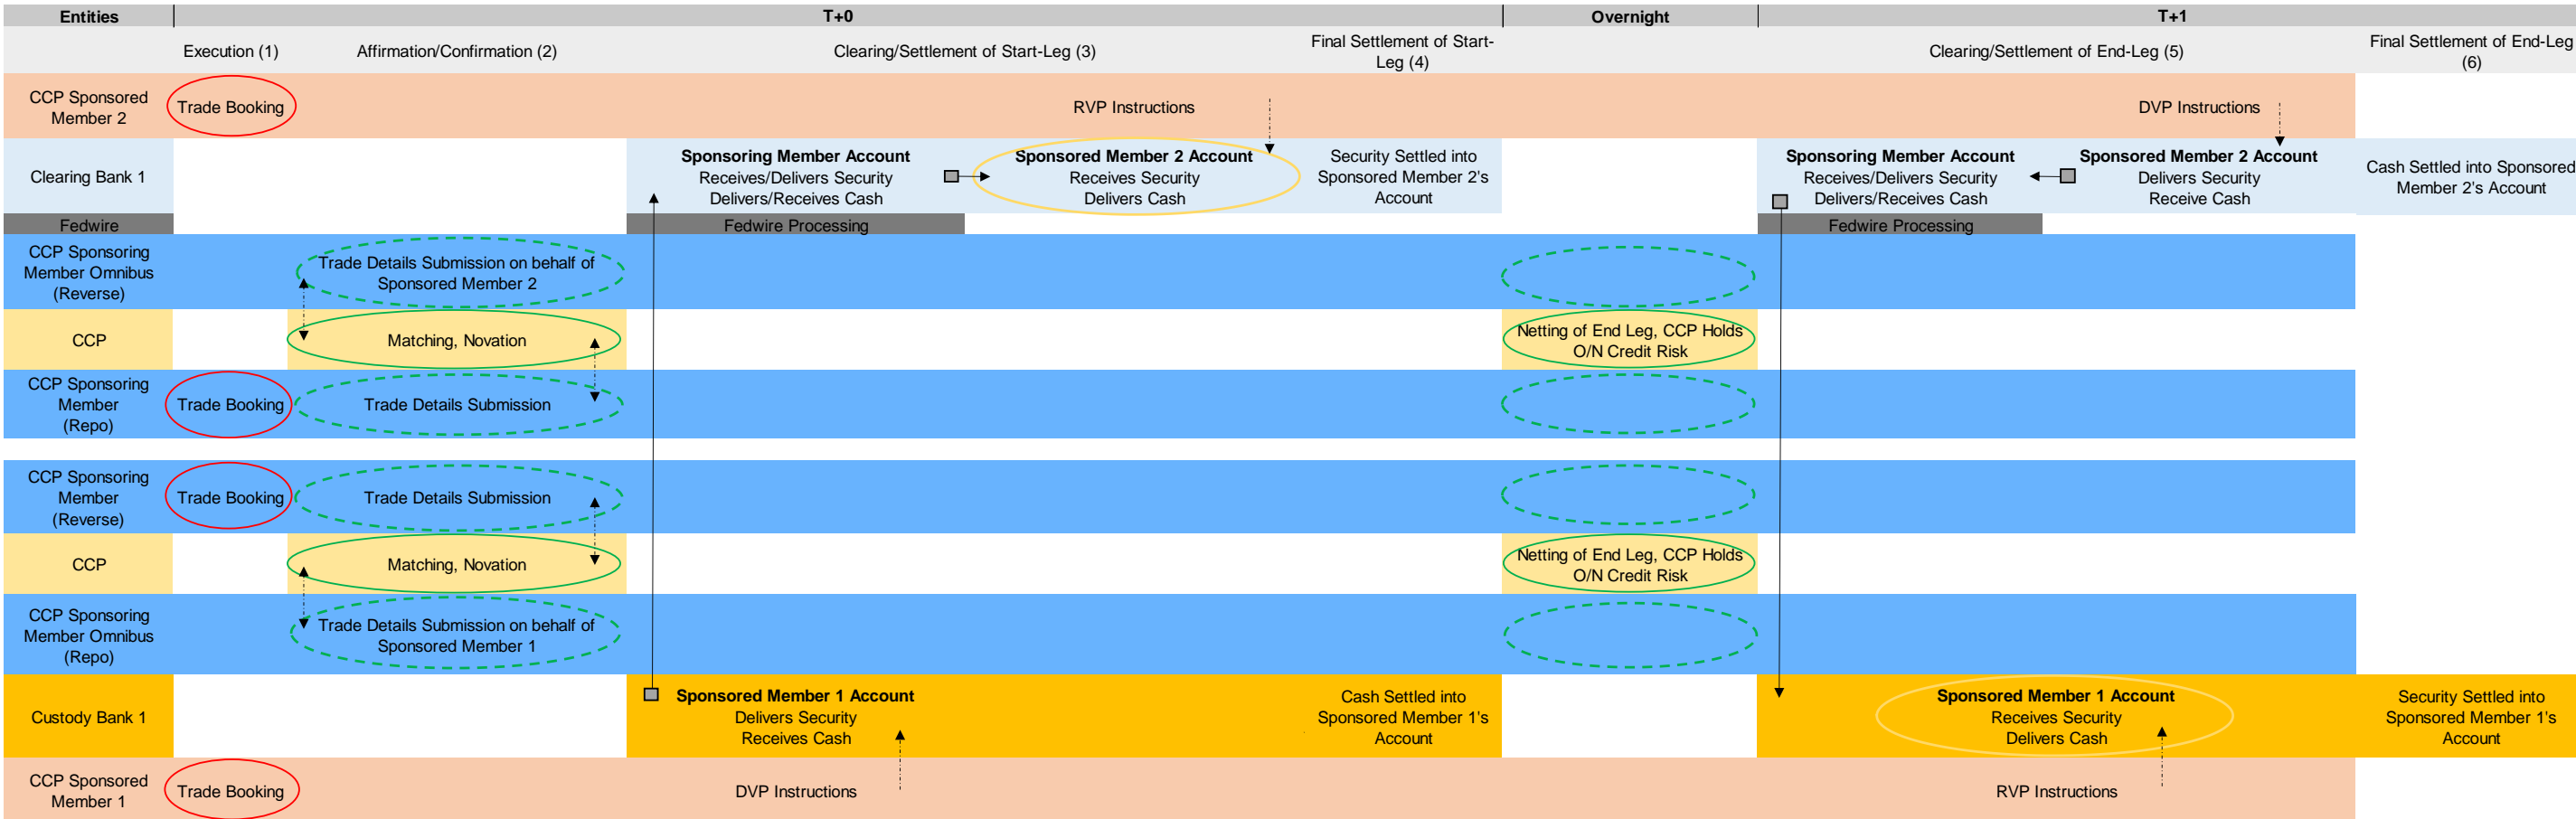 Entities
T+0
Overnight
T+1
Execution (1)
Affirmation/Confirmation (2)
Clearing/Settlement of Start-Leg (3)
Final Settlement of Start-
Leg (4)
Clearing/Settlement of End-Leg (5)
Final Settlement of End-Leg
(6)
CCP Sponsored
Member 2
Trade Booking
RVP Instructions
DVP Instructions
Clearing Bank 1
Sponsoring Member Account
Receives/Delivers Security
Delivers/Receives Cash
Sponsored Member 2 Account
Receives Security
Delivers Cash
Security Settled into
Sponsored Member 2's
Account
Sponsoring Member Account
Receives/Delivers Security
Delivers/Receives Cash
Sponsored Member 2 Account
Delivers Security
Receive Cash
Cash Settled into Sponsored
Member 2's Account
Fedwire
Fedwire Processing
Fedwire Processing
CCP Sponsoring
Member Omnibus
(Reverse)
Trade Details Submission on behalf of
Sponsored Member 2
CCP
Matching, Novation
Netting of End Leg, CCP Holds
O/N Credit Risk
CCP Sponsoring
Member
(Repo)
Trade Booking
Trade Details Submission
CCP Sponsoring
Member
(Reverse)
Trade Booking
Trade Details Submission
CCP
Matching, Novation
Netting of End Leg, CCP Holds
O/N Credit Risk
CCP Sponsoring
Member Omnibus
(Repo)
Trade Details Submission on behalf of
Sponsored Member 1
Custody Bank 1
Sponsored Member 1 Account
Delivers Security
Receives Cash
Cash Settled into
Sponsored Member 1's
Account
Sponsored Member 1 Account
Receives Security
Delivers Cash
Security Settled into
Sponsored Member 1's
Account
CCP Sponsored
Member 1
Trade Booking
DVP Instructions
RVP Instructions